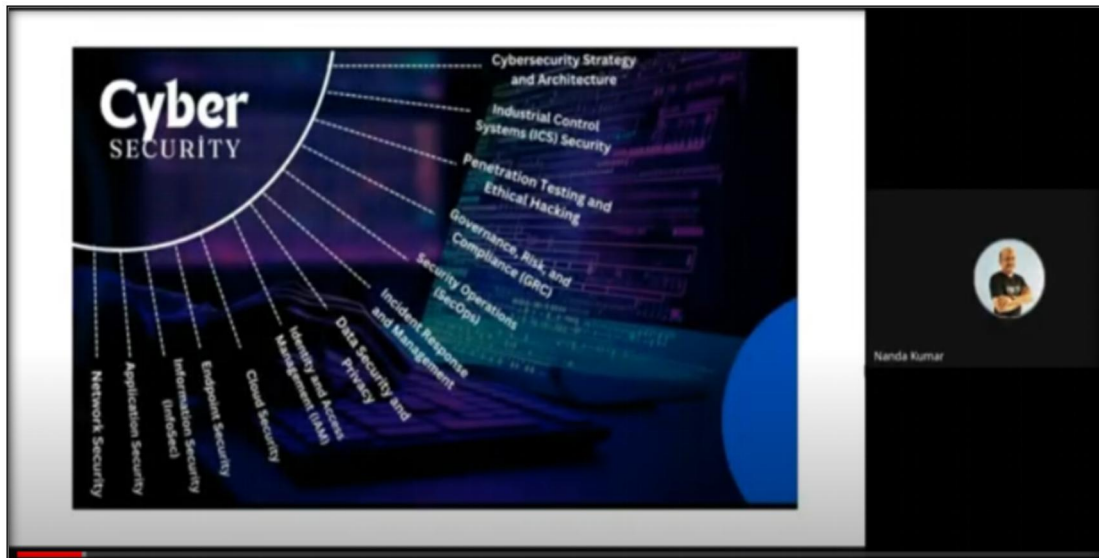 Cyber
SECURİTY
Cybersecurity Strategy
and Architecture
Industrial Control
Systems (ICS) Security
Penetration Testing and
Ethical Hacking
Governance, Risk, and
Compliance (GRC)
Security Operations
(SecOps)
Incident Response
and Management
Data Security and
Privacy
Identity and Access
Management (IAM)
Cloud Security
Endpoint Security
Information Security
(InfoSec)
Application Security
Network Security
Nanda Kumar